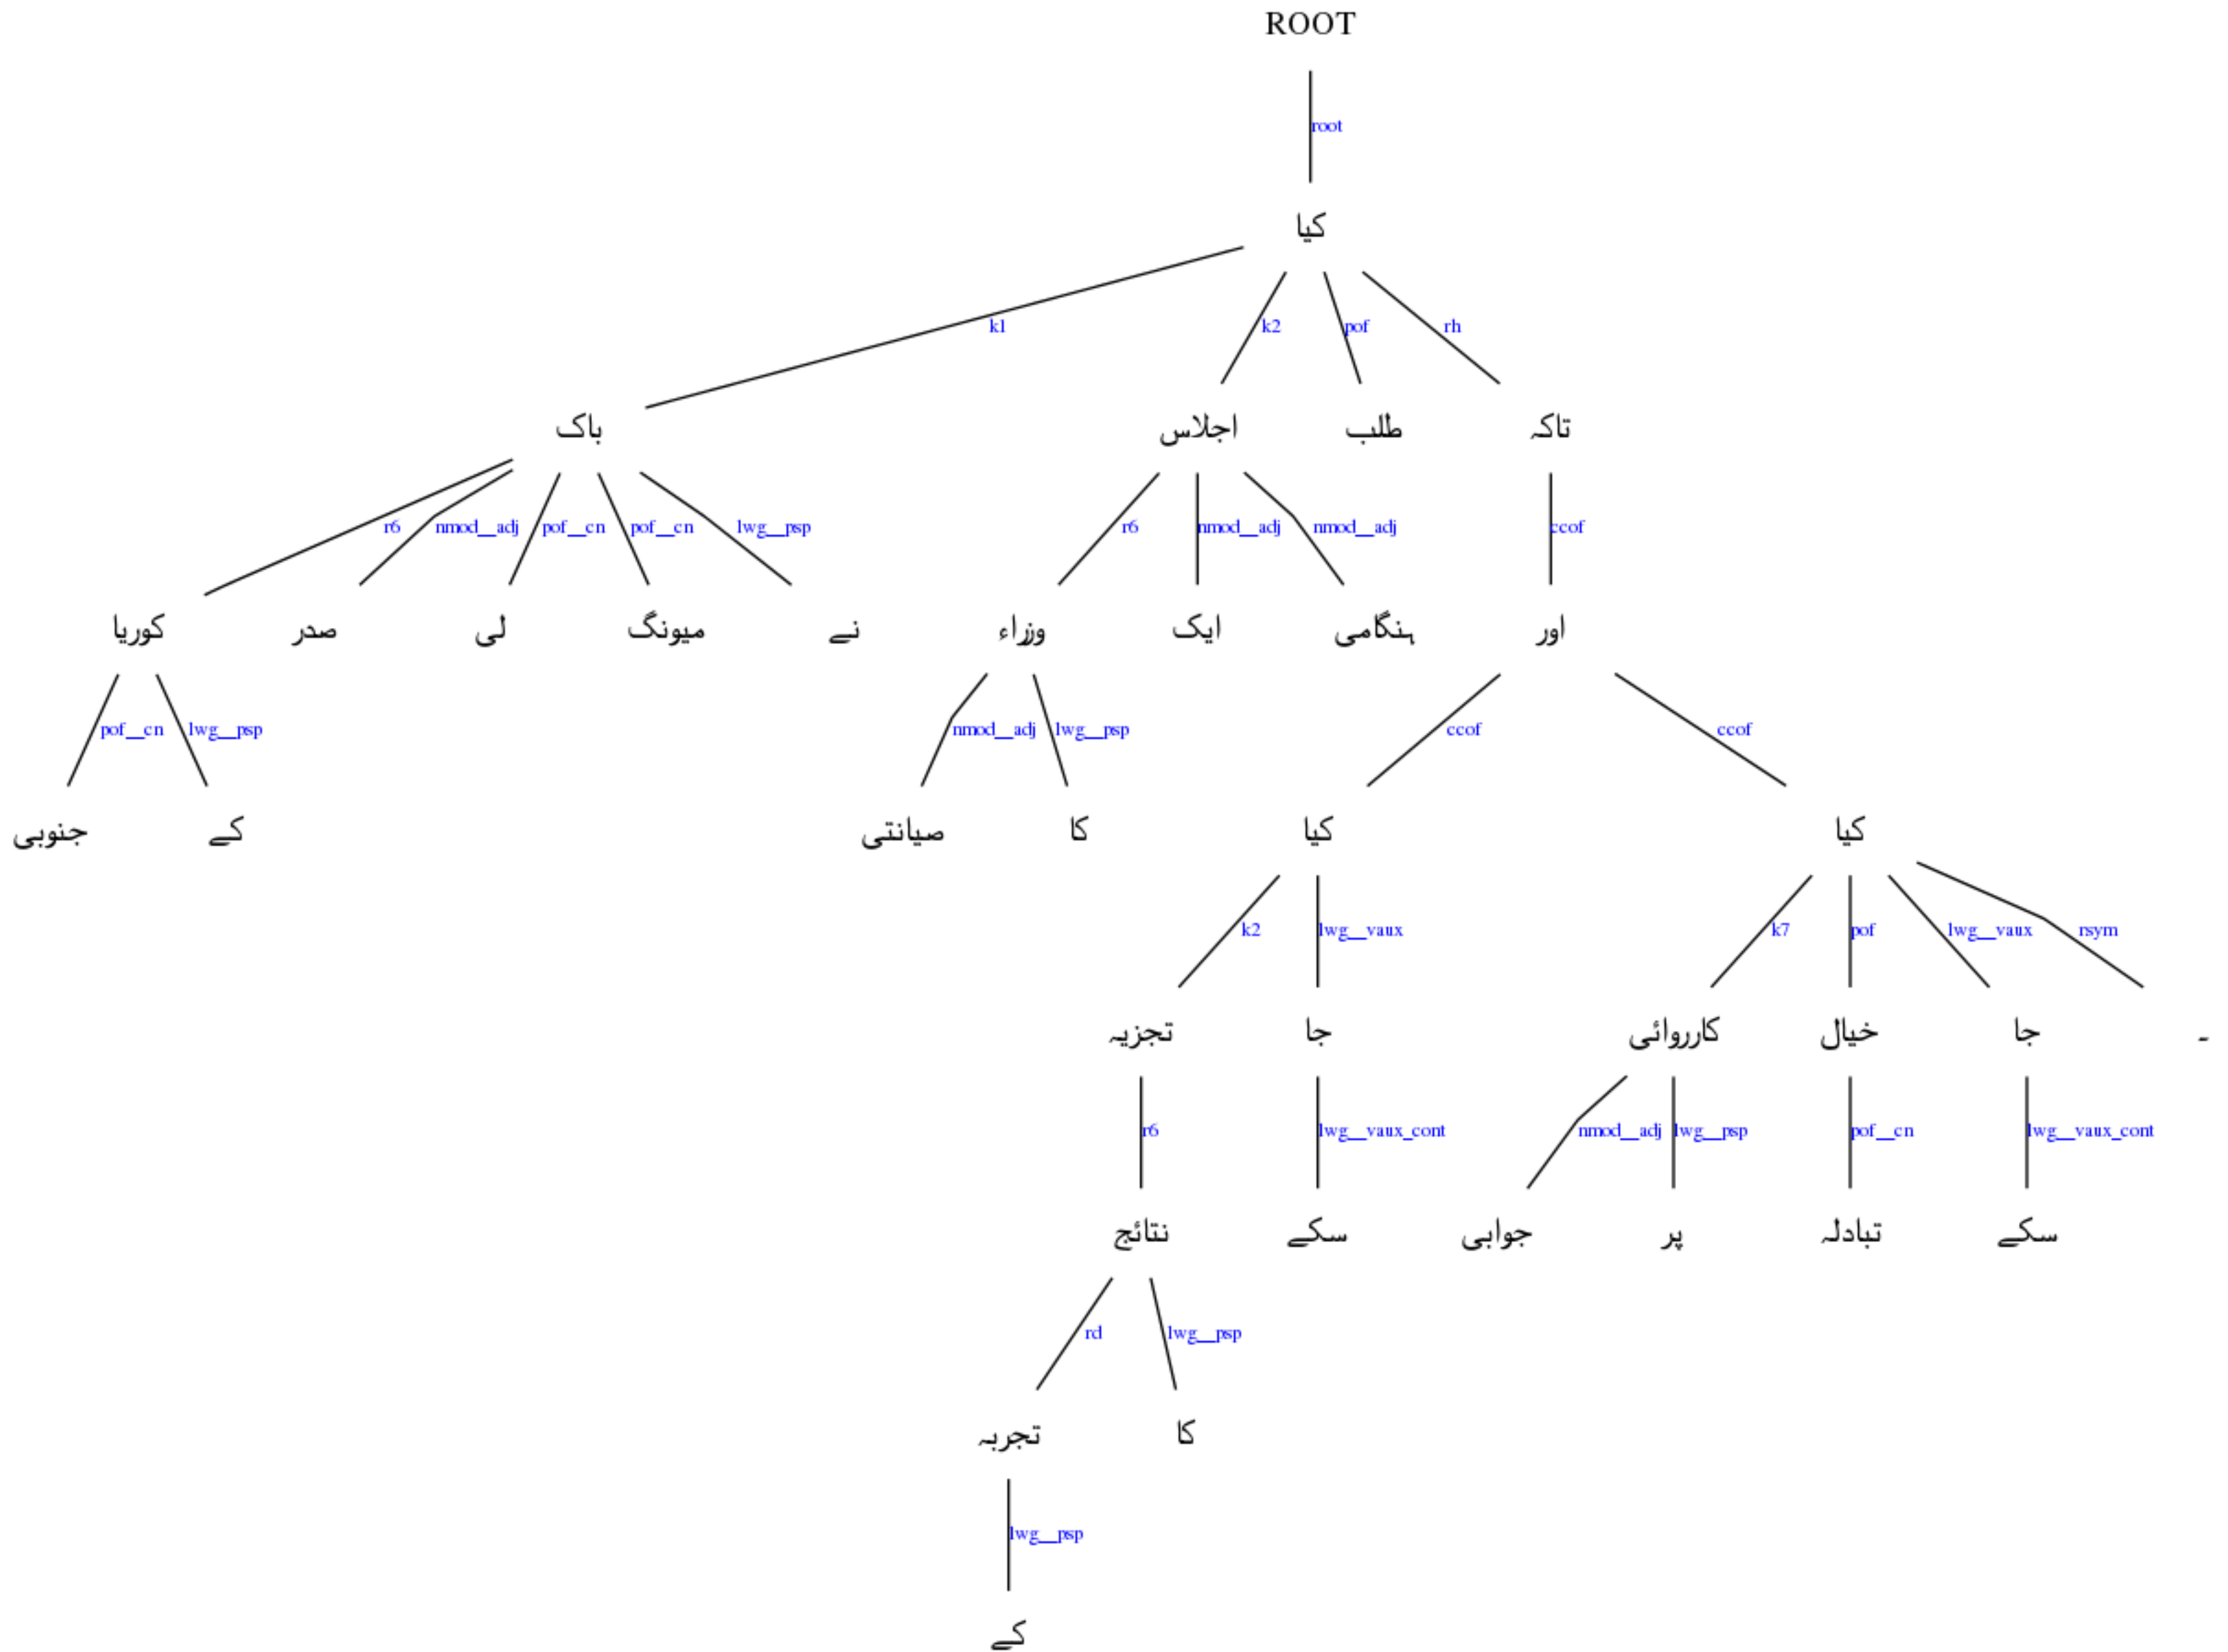 ROOT
root
کیا
k1 k2 pof rh
باک اجلاس طلب تاکہ
r6 nmod__adj pof__cn pof__cn lwg__psp r6 nmod__adj nmod__adj ccof
کوریا صدر لی میونگ نے وزراء ایک ہنگامی اور
pof__cn lwg__psp nmod__adj lwg__psp ccof ccof
جنوبی کے صیانتی کا کیا کیا
k2 lwg__vaux k7 pof lwg__vaux rsym
تجزیہ جا کارروائی خیال جا ۔
r6 lwg__vaux_cont nmod__adj lwg__psp pof__cn lwg__vaux_cont
نتائج سکے جوابی پر تبادلہ سکے
rd lwg__psp
تجربہ کا
lwg__psp
کے